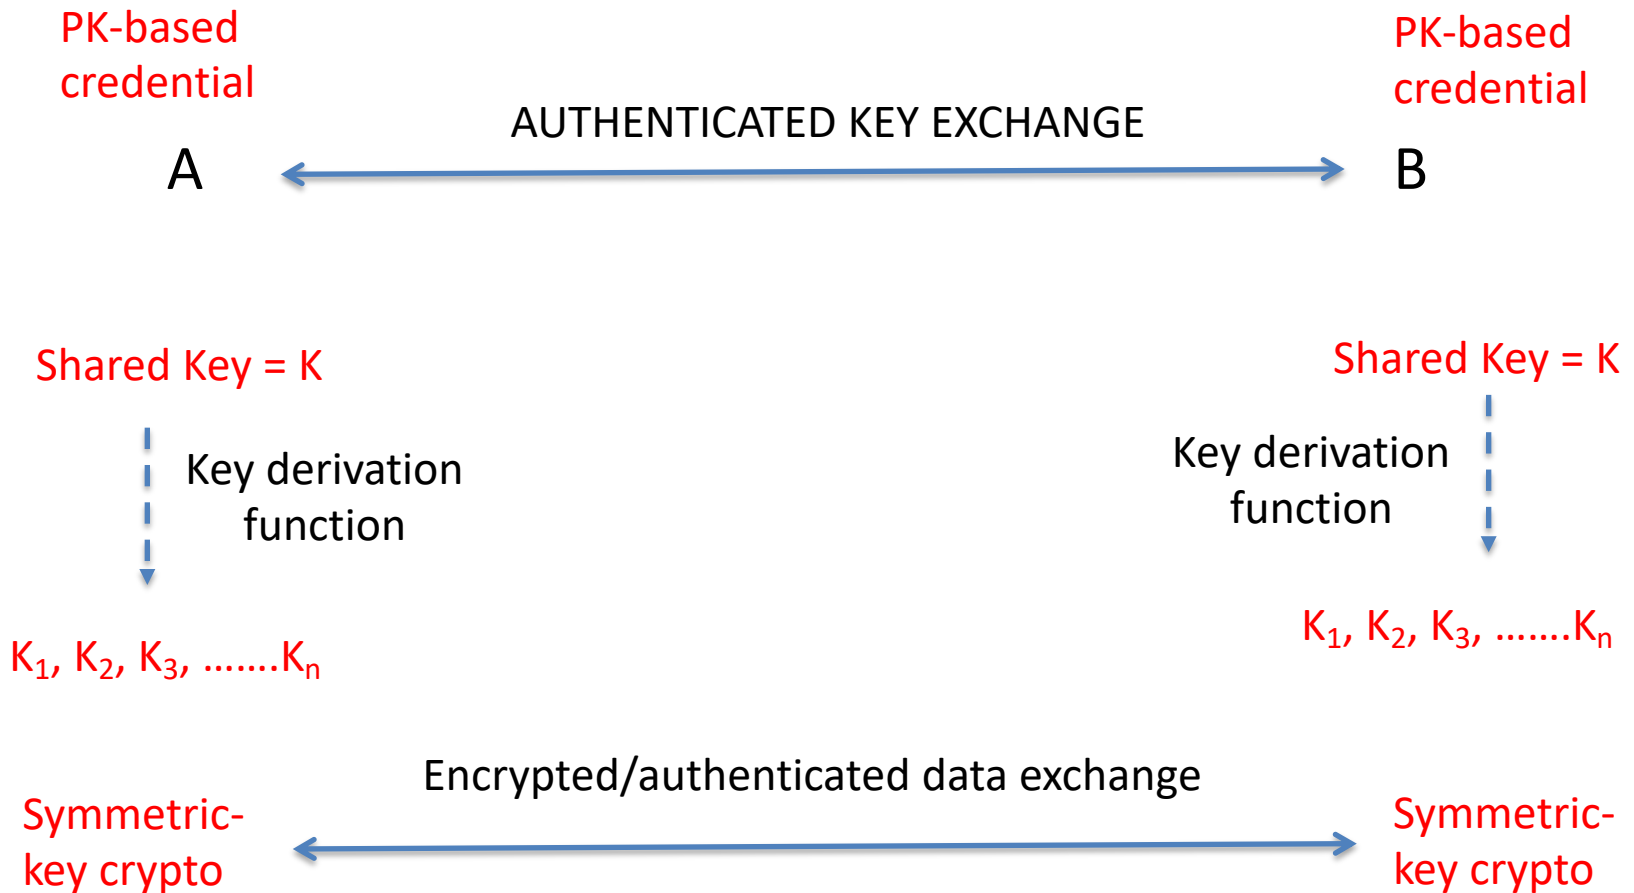 PK-based
credential
PK-based
credential
AUTHENTICATED KEY EXCHANGE
A
B
Shared Key = K
Shared Key = K
Key derivation
function
Key derivation
function
K₁, K₂, K₃, …….Kₙ
K₁, K₂, K₃, …….Kₙ
Encrypted/authenticated data exchange
Symmetric-
key crypto
Symmetric-
key crypto